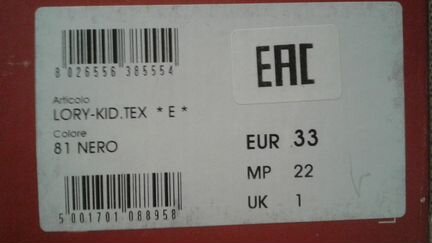 8 026556 385554
EAC
Articolo
LORY-KID.TEX * E *
Colore
81 NERO
EUR 33
MP 22
UK 1
5 001701 088958